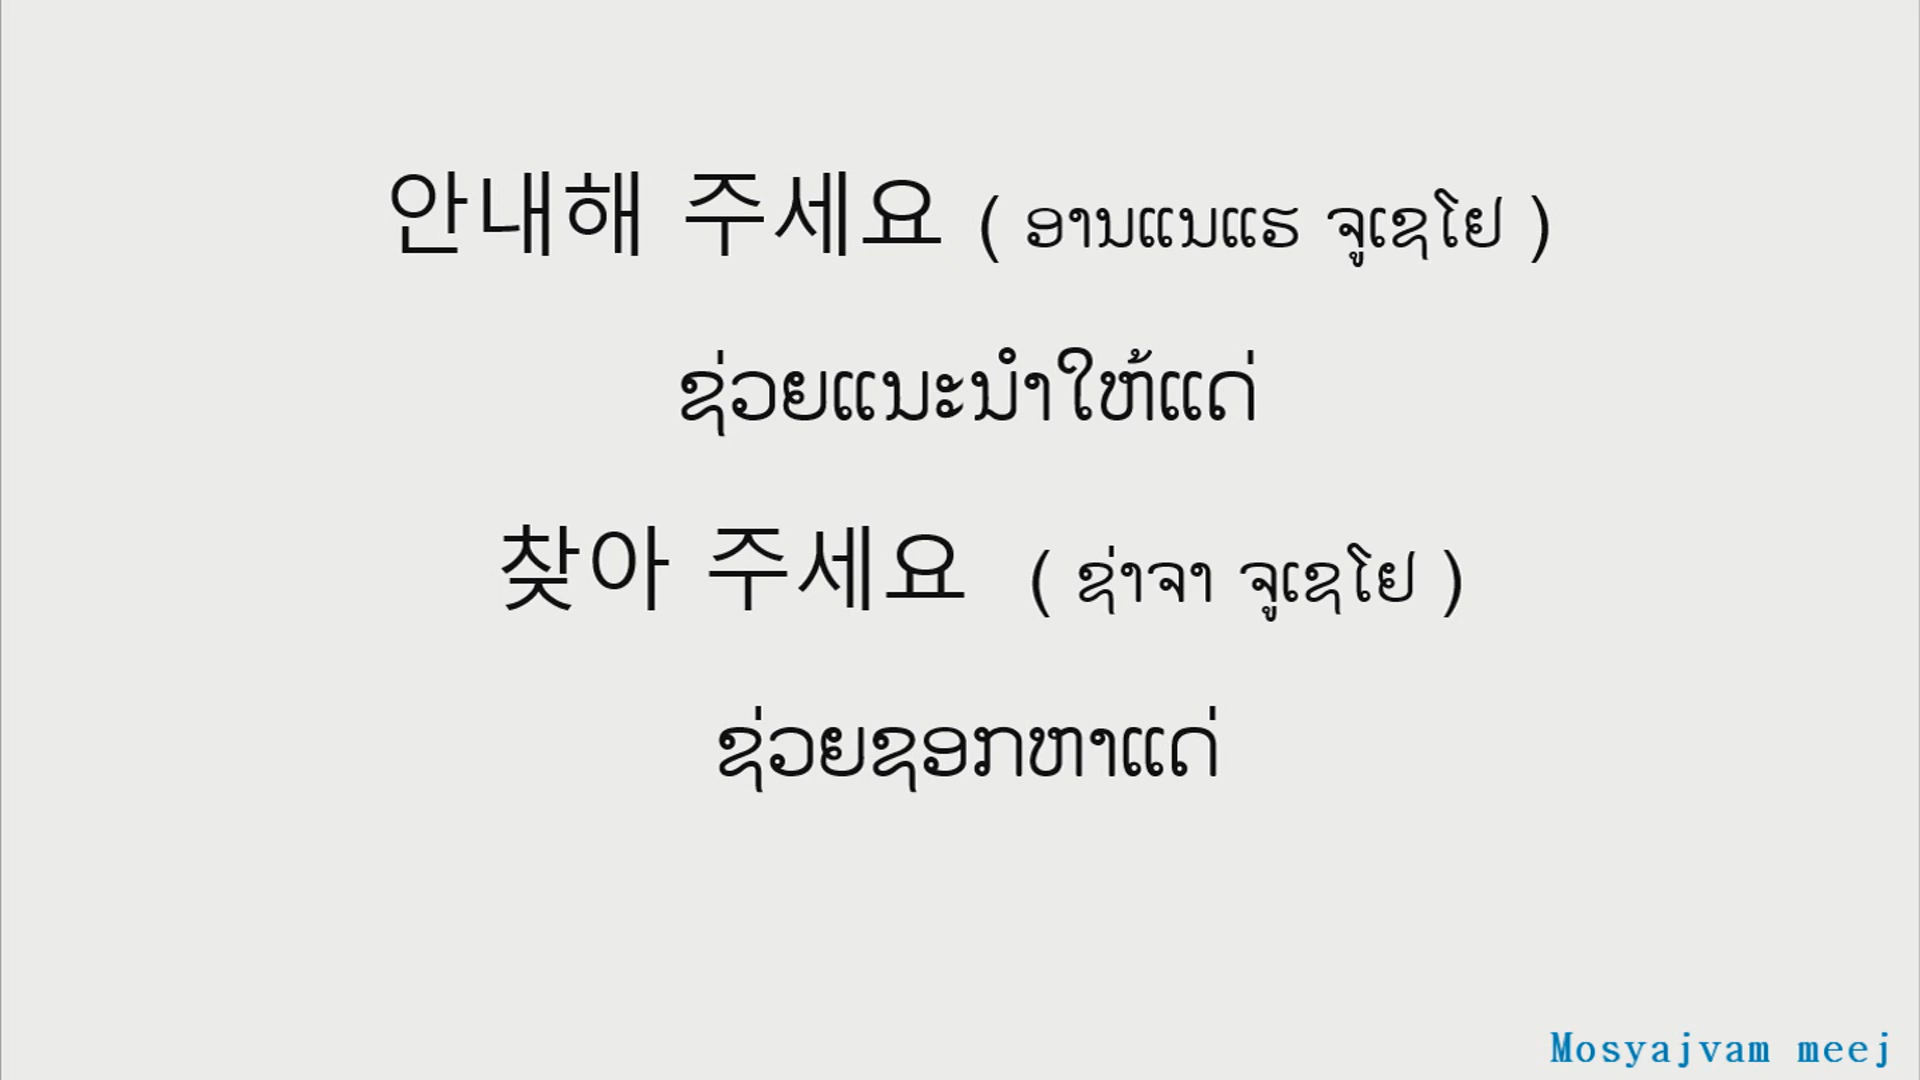 안내해 주세요 ( ອານແນແຮ ຈູເຊໂຢ )
ຊ່ວຍແນະນຳໃຫ້ແດ່
찾아 주세요 ( ຊ່າຈາ ຈູເຊໂຢ )
ຊ່ວຍຊອກຫາແດ່
Mosyajvam meej